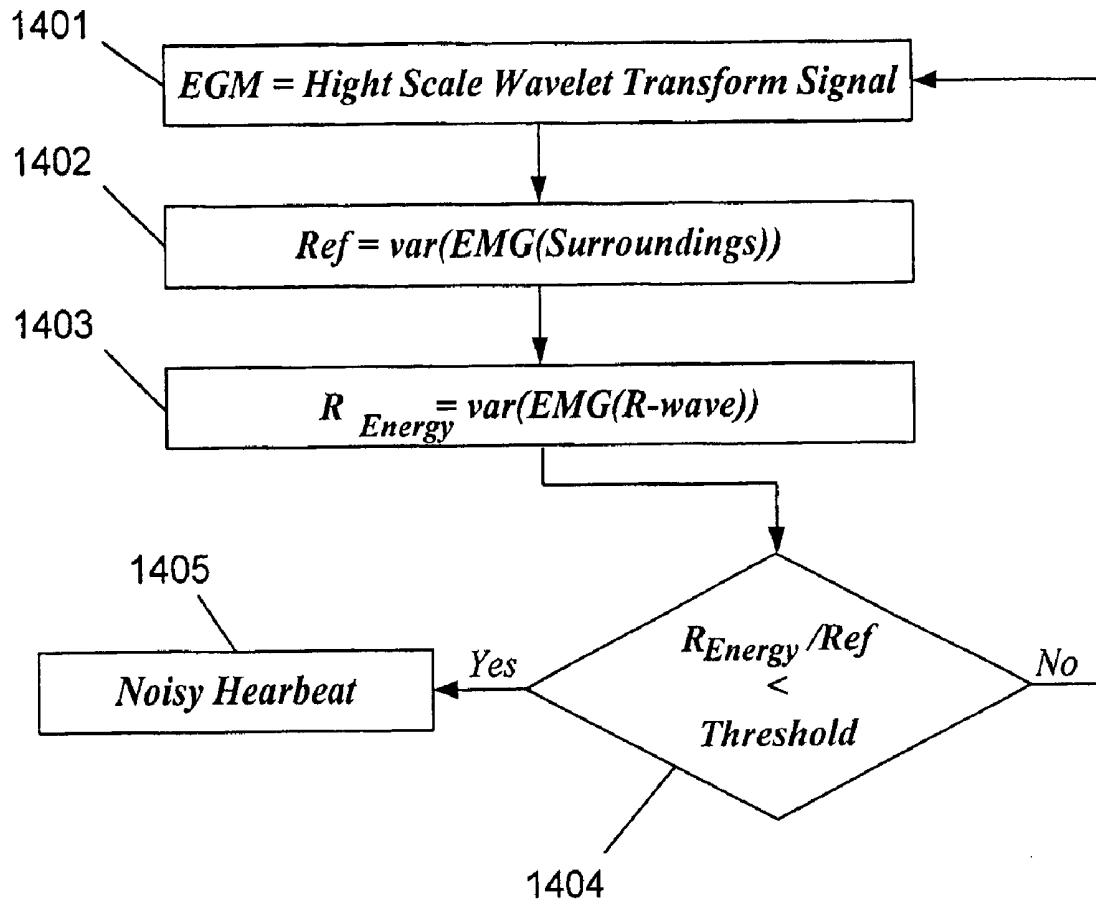 1401
EGM = Hight Scale Wavelet Transform Signal
1402
Ref = var(EMG(Surroundings))
1403
R Energy = var(EMG(R-wave))
1405
Noisy Hearbeat
Yes
REnergy /Ref
<
Threshold
No
1404